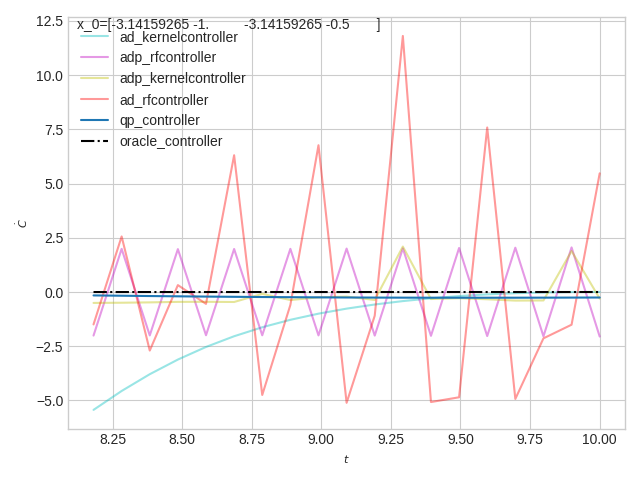 x_0=[-3.14159265 -1. -3.14159265 -0.5 ]
ad_kernelcontroller
adp_rfcontroller
adp_kernelcontroller
ad_rfcontroller
qp_controller
oracle_controller
12.5
10.0
7.5
5.0
2.5
0.0
−2.5
−5.0
Ċ
8.25 8.50 8.75 9.00 9.25 9.50 9.75 10.00
t